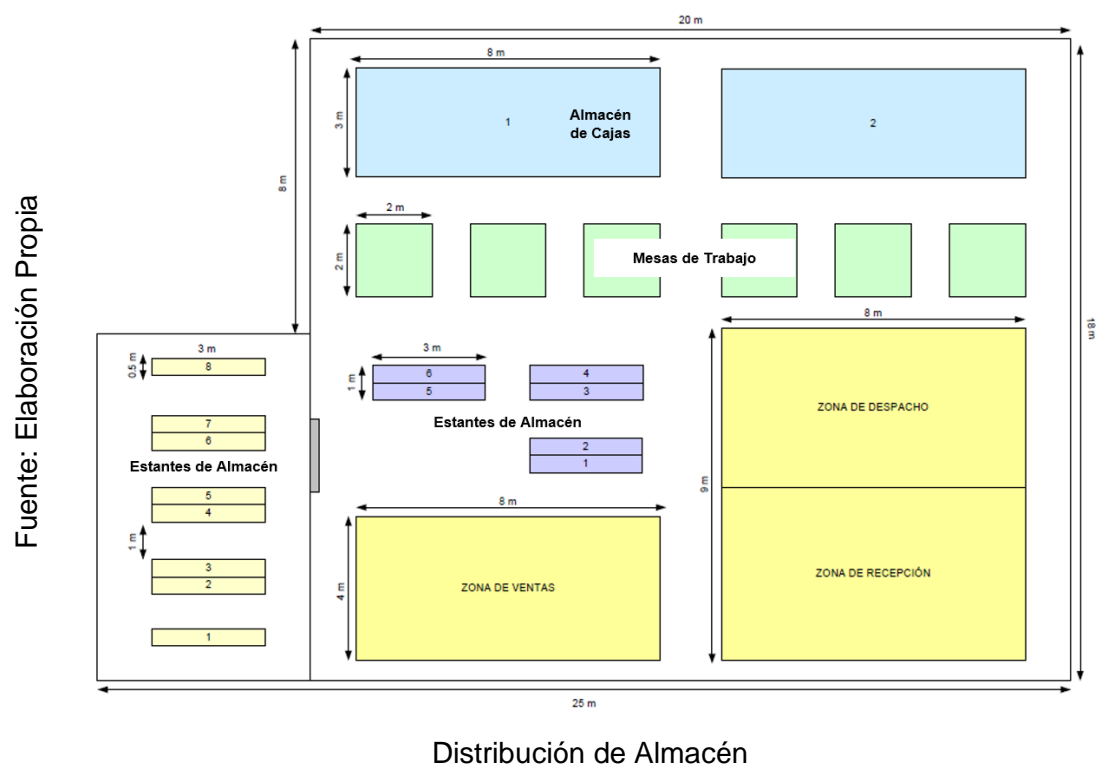 20 m
8 m
3 m
1
Almacén
de Cajas
2
8 m
2 m
2 m
Mesas de Trabajo
8 m
18 m
3 m
0.5 m
8
3 m
1 m
6
5
4
3
ZONA DE DESPACHO
7
6
Estantes de Almacén
Estantes de Almacén
2
1
9 m
5
4
8 m
1 m
3
2
4 m
ZONA DE VENTAS
ZONA DE RECEPCIÓN
1
25 m
Fuente: Elaboración Propia
Distribución de Almacén